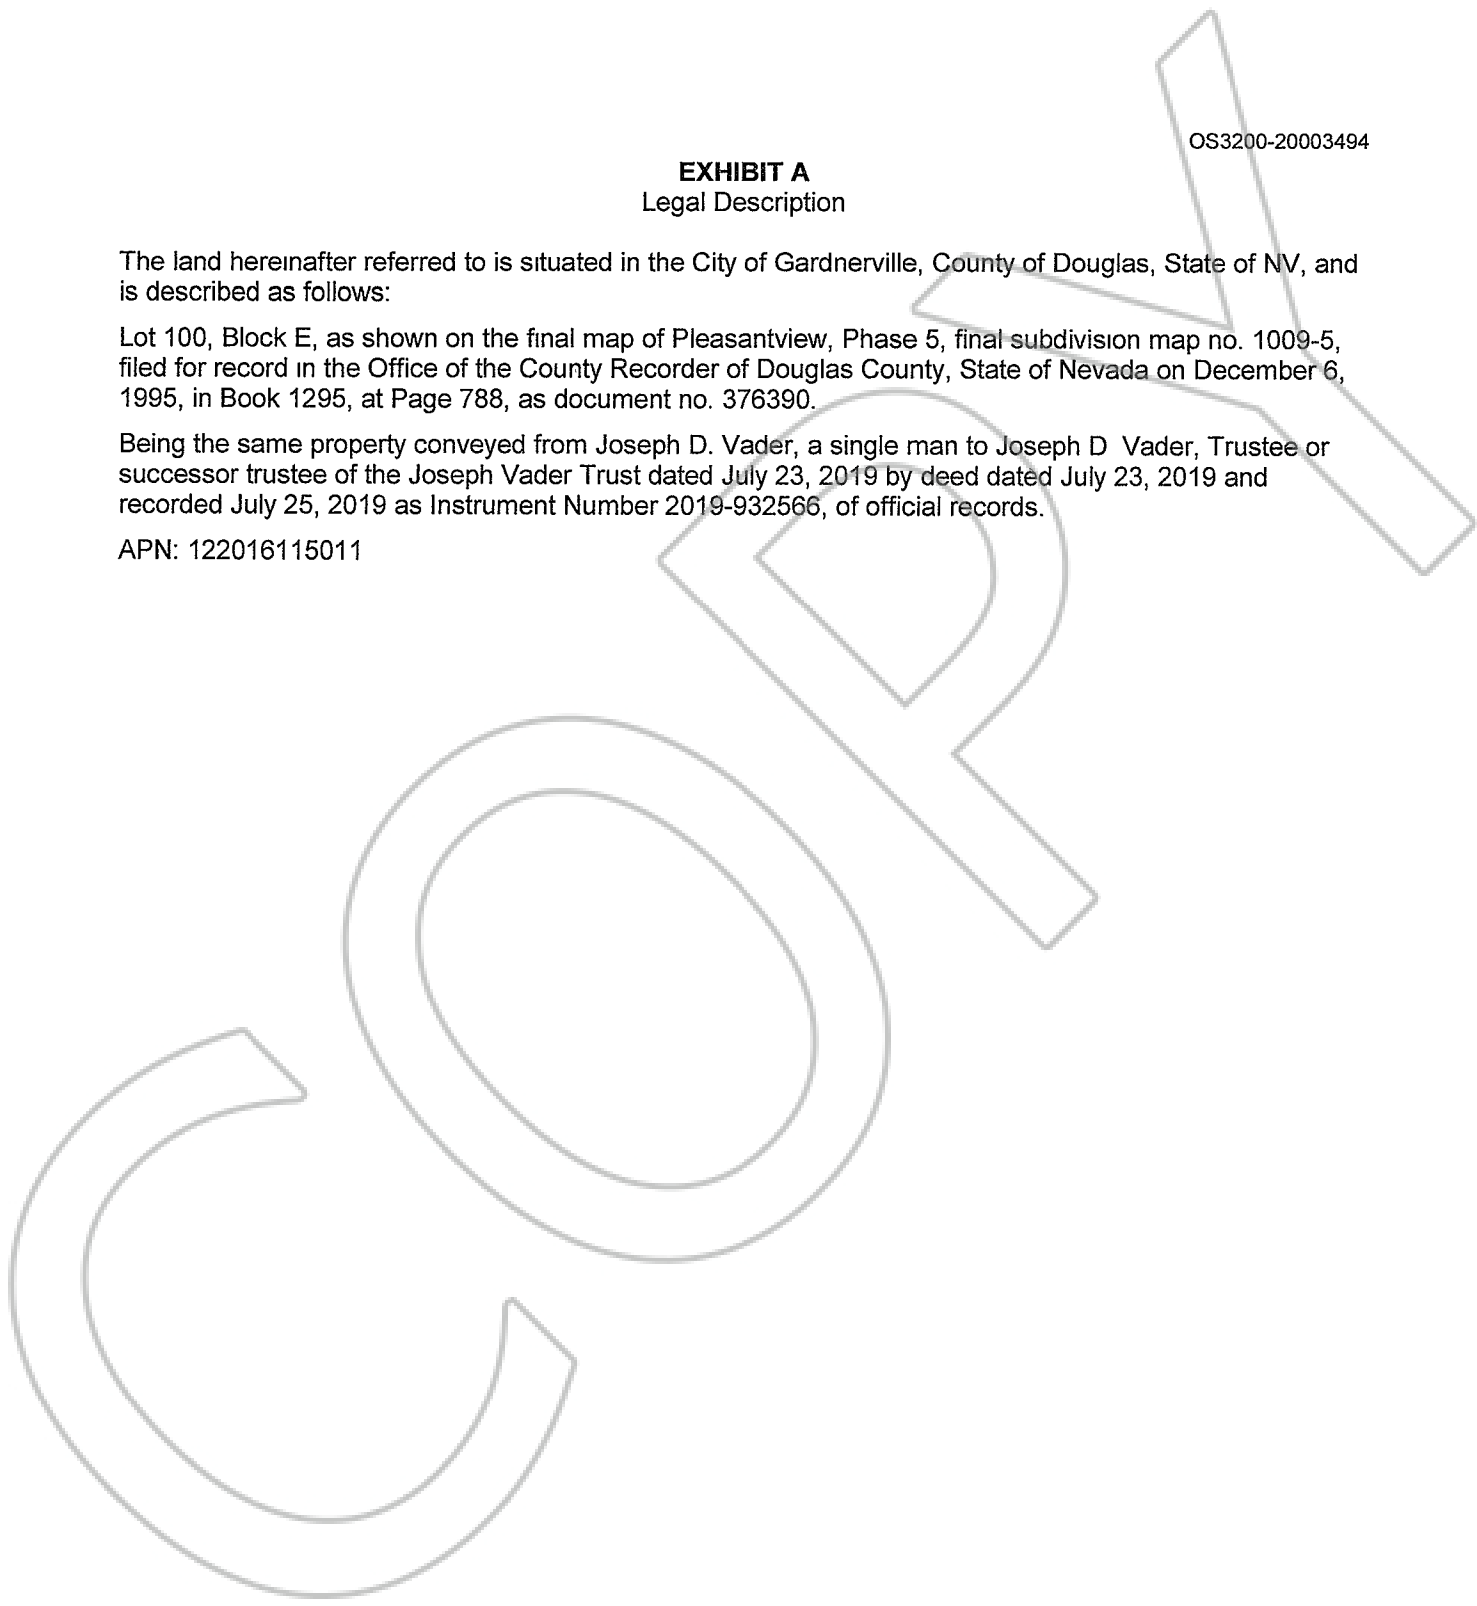 OS3200-20003494
EXHIBIT A
Legal Description
The land hereinafter referred to is situated in the City of Gardnerville, County of Douglas, State of NV, and
is described as follows:
Lot 100, Block E, as shown on the final map of Pleasantview, Phase 5, final subdivision map no. 1009-5,
filed for record in the Office of the County Recorder of Douglas County, State of Nevada on December 6,
1995, in Book 1295, at Page 788, as document no. 376390.
Being the same property conveyed from Joseph D. Vader, a single man to Joseph D Vader, Trustee or
successor trustee of the Joseph Vader Trust dated July 23, 2019 by deed dated July 23, 2019 and
recorded July 25, 2019 as Instrument Number 2019-932566, of official records.
APN: 122016115011
COPY